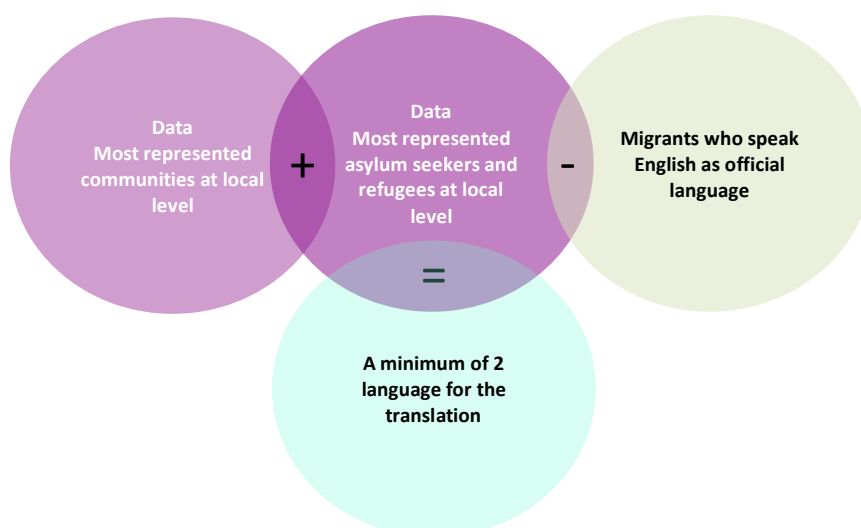 Data
Most represented
communities at local
level
+
Data
Most represented
asylum seekers and
refugees at local
level
-
Migrants who speak
English as official
language
=
A minimum of 2
language for the
translation